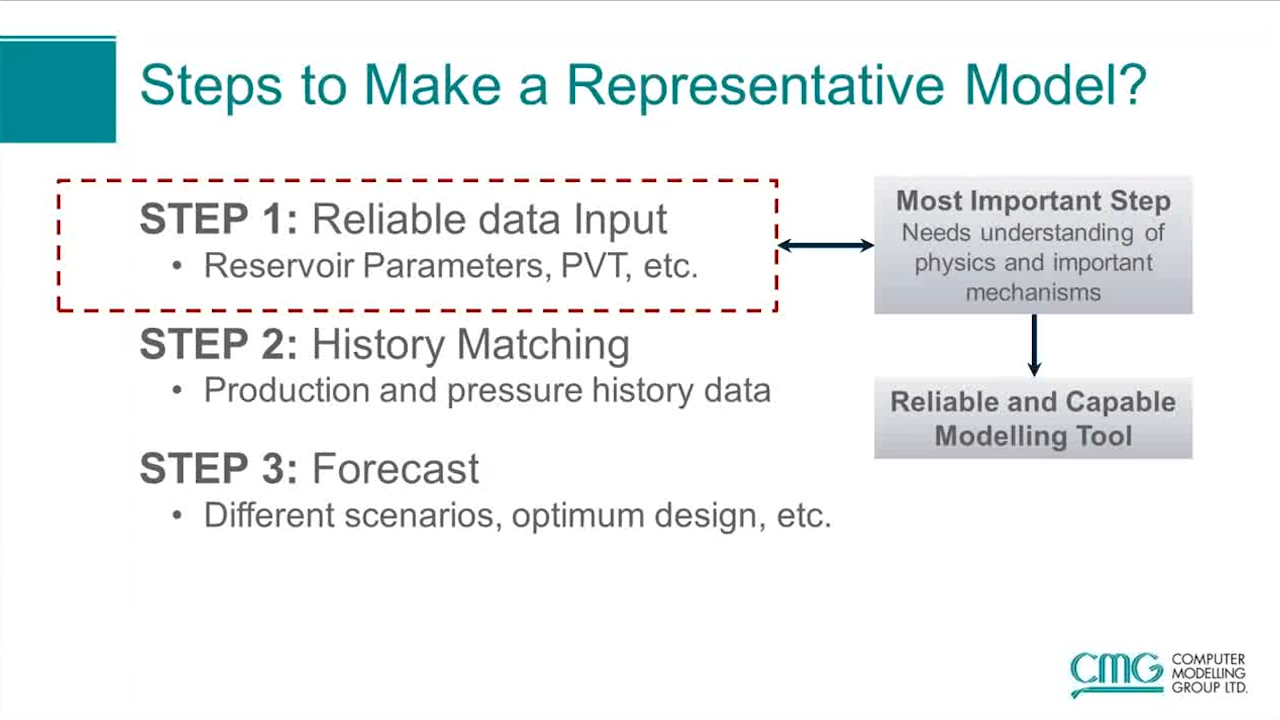 Steps to Make a Representative Model?
STEP 1: Reliable data Input
• Reservoir Parameters, PVT, etc.
STEP 2: History Matching
• Production and pressure history data
STEP 3: Forecast
• Different scenarios, optimum design, etc.
Most Important Step
Needs understanding of
physics and important
mechanisms
Reliable and Capable
Modelling Tool
CMG
COMPUTER
MODELLING
GROUP LTD.